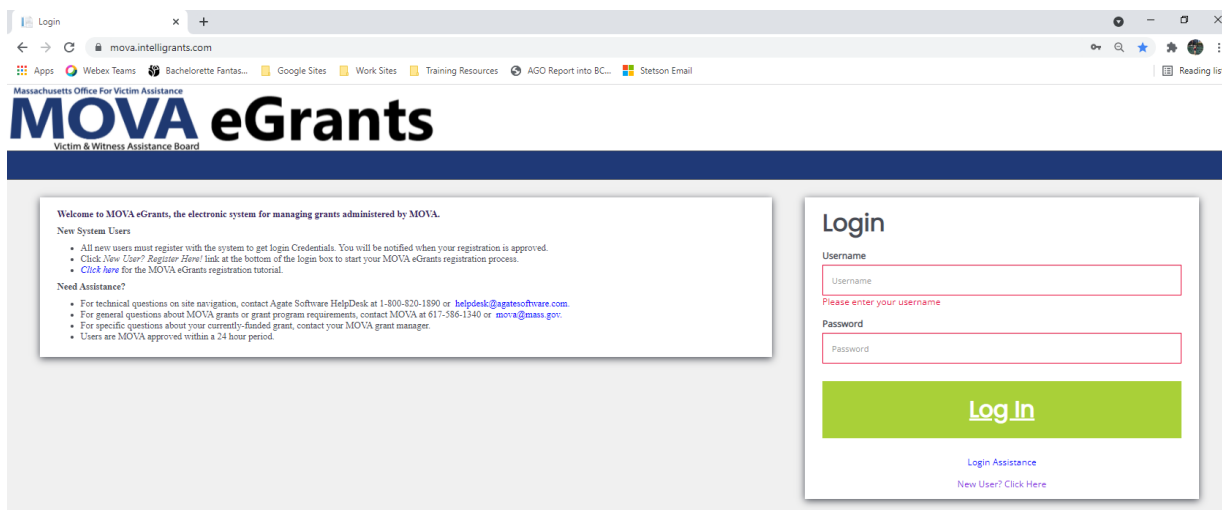 Login
mova.intelligrants.com
Apps Webex Teams Bachelorette Fantas... Google Sites Work Sites Training Resources AGO Report into BC... Stetson Email Reading lis
Massachusetts Office For Victim Assistance
MOVA eGrants
Victim & Witness Assistance Board
Welcome to MOVA eGrants, the electronic system for managing grants administered by MOVA.
New System Users
All new users must register with the system to get login Credentials. You will be notified when your registration is approved.
Click New User? Register Here! link at the bottom of the login box to start your MOVA eGrants registration process.
Click here for the MOVA eGrants registration tutorial.
Need Assistance?
For technical questions on site navigation, contact Agate Software HelpDesk at 1-800-820-1890 or helpdesk@agatesoftware.com.
For general questions about MOVA grants or grant program requirements, contact MOVA at 617-586-1340 or mova@mass.gov.
For specific questions about your currently-funded grant, contact your MOVA grant manager.
Users are MOVA approved within a 24 hour period.
Login
Username
Username
Please enter your username
Password
Password
Log In
Login Assistance
New User? Click Here